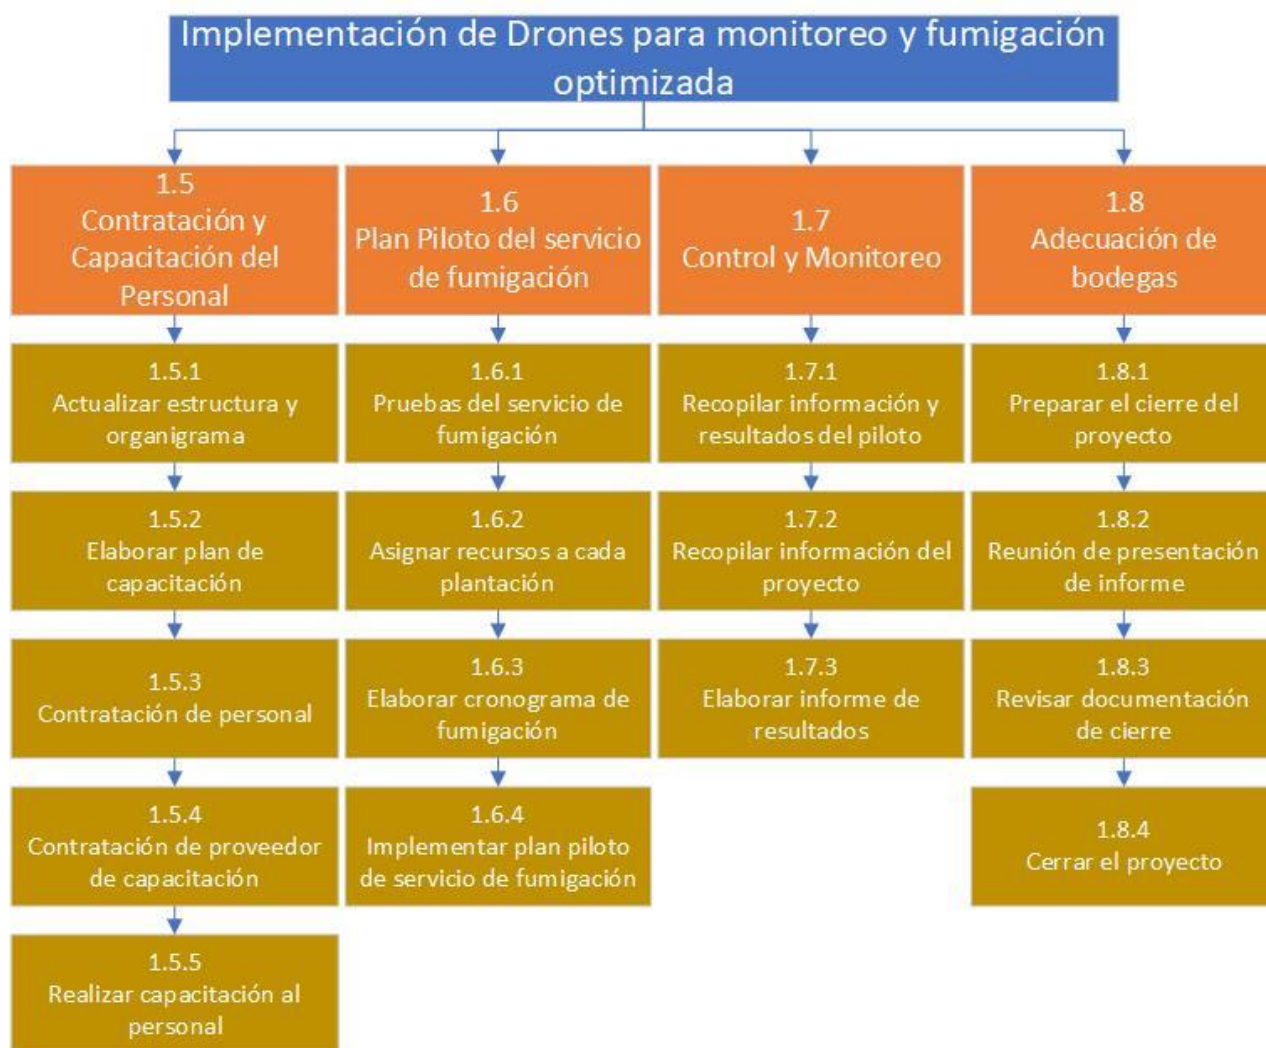 Implementación de Drones para monitoreo y fumigación
optimizada
1.5
Contratación y
Capacitación del
Personal
1.6
Plan Piloto del servicio
de fumigación
1.7
Control y Monitoreo
1.8
Adecuación de
bodegas
1.5.1
Actualizar estructura y
organigrama
1.6.1
Pruebas del servicio de
fumigación
1.7.1
Recopilar información y
resultados del piloto
1.8.1
Preparar el cierre del
proyecto
1.5.2
Elaborar plan de
capacitación
1.6.2
Asignar recursos a cada
plantación
1.7.2
Recopilar información del
proyecto
1.8.2
Reunión de presentación
de informe
1.5.3
Contratación de personal
1.6.3
Elaborar cronograma de
fumigación
1.7.3
Elaborar informe de
resultados
1.8.3
Revisar documentación
de cierre
1.5.4
Contratación de proveedor
de capacitación
1.6.4
Implementar plan piloto
de servicio de fumigación
1.8.4
Cerrar el proyecto
1.5.5
Realizar capacitación al
personal